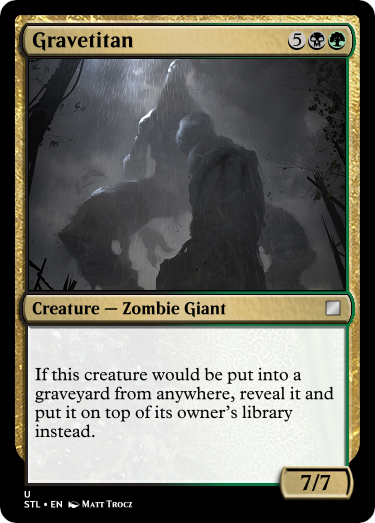 Gravetitan 5
Creature — Zombie Giant
If this creature would be put into a
graveyard from anywhere, reveal it and
put it on top of its owner's library
instead.
7/7
U
STL • EN Matt Trocz